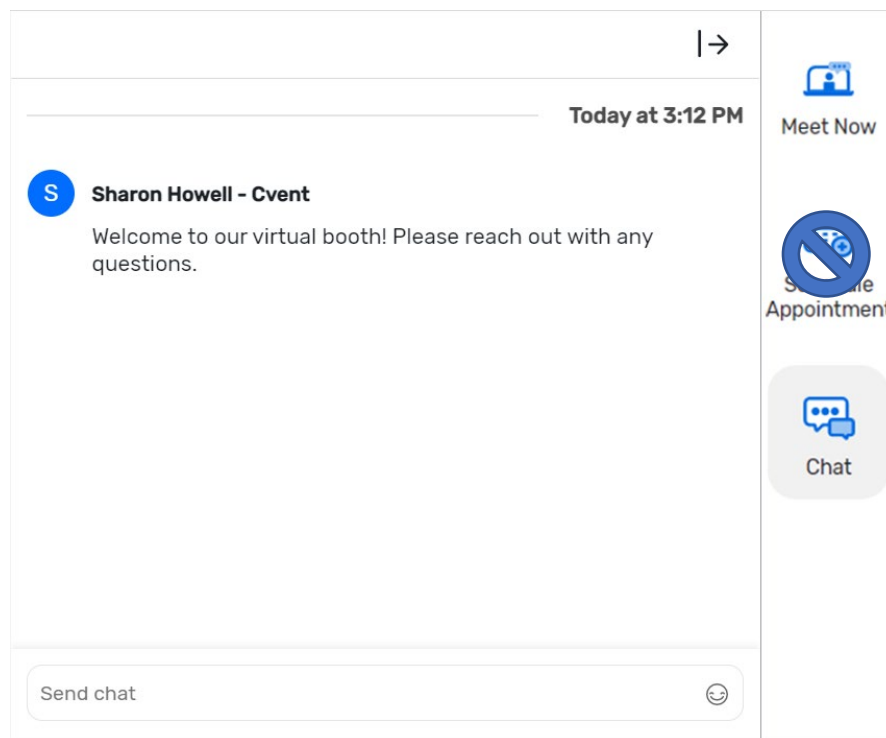 Today at 3:12 PM
S
Sharon Howell - Cvent
Welcome to our virtual booth! Please reach out with any
questions.
Send chat
Meet Now
Appointment
Chat